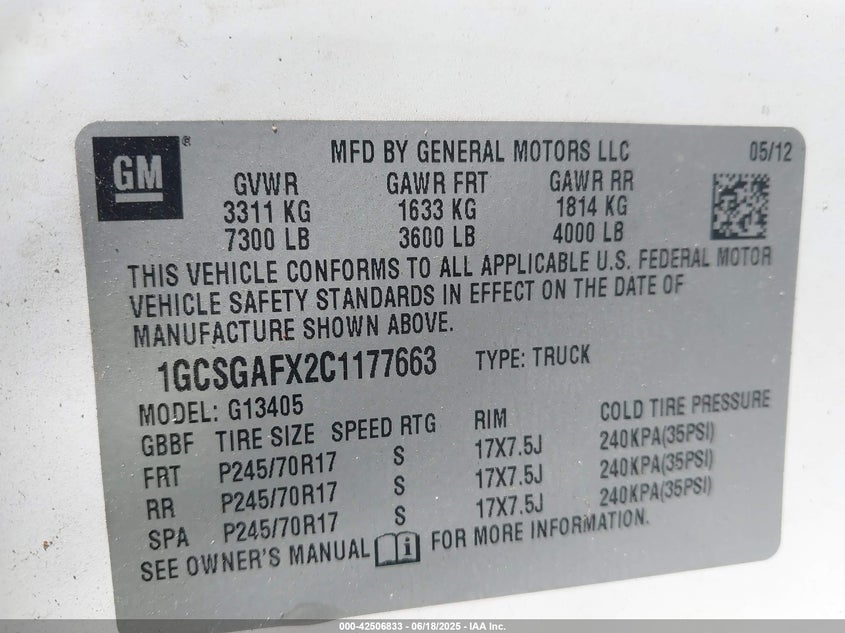 GM®
MFD BY GENERAL MOTORS LLC 05/12
GVWR GAWR FRT GAWR RR
3311 KG 1633 KG 1814 KG
7300 LB 3600 LB 4000 LB
THIS VEHICLE CONFORMS TO ALL APPLICABLE U.S. FEDERAL MOTOR
VEHICLE SAFETY STANDARDS IN EFFECT ON THE DATE OF
MANUFACTURE SHOWN ABOVE.
1GCSGAFX2C1177663 TYPE: TRUCK
MODEL: G13405
GBBF TIRE SIZE SPEED RTG RIM COLD TIRE PRESSURE
FRT P245/70R17 S 17X7.5J 240KPA(35PSI)
RR P245/70R17 S 17X7.5J 240KPA(35PSI)
SPA P245/70R17 S 17X7.5J 240KPA(35PSI)
SEE OWNER'S MANUAL FOR MORE INFORMATION.
000-42506833 - 06/18/2025 - IAA Inc.